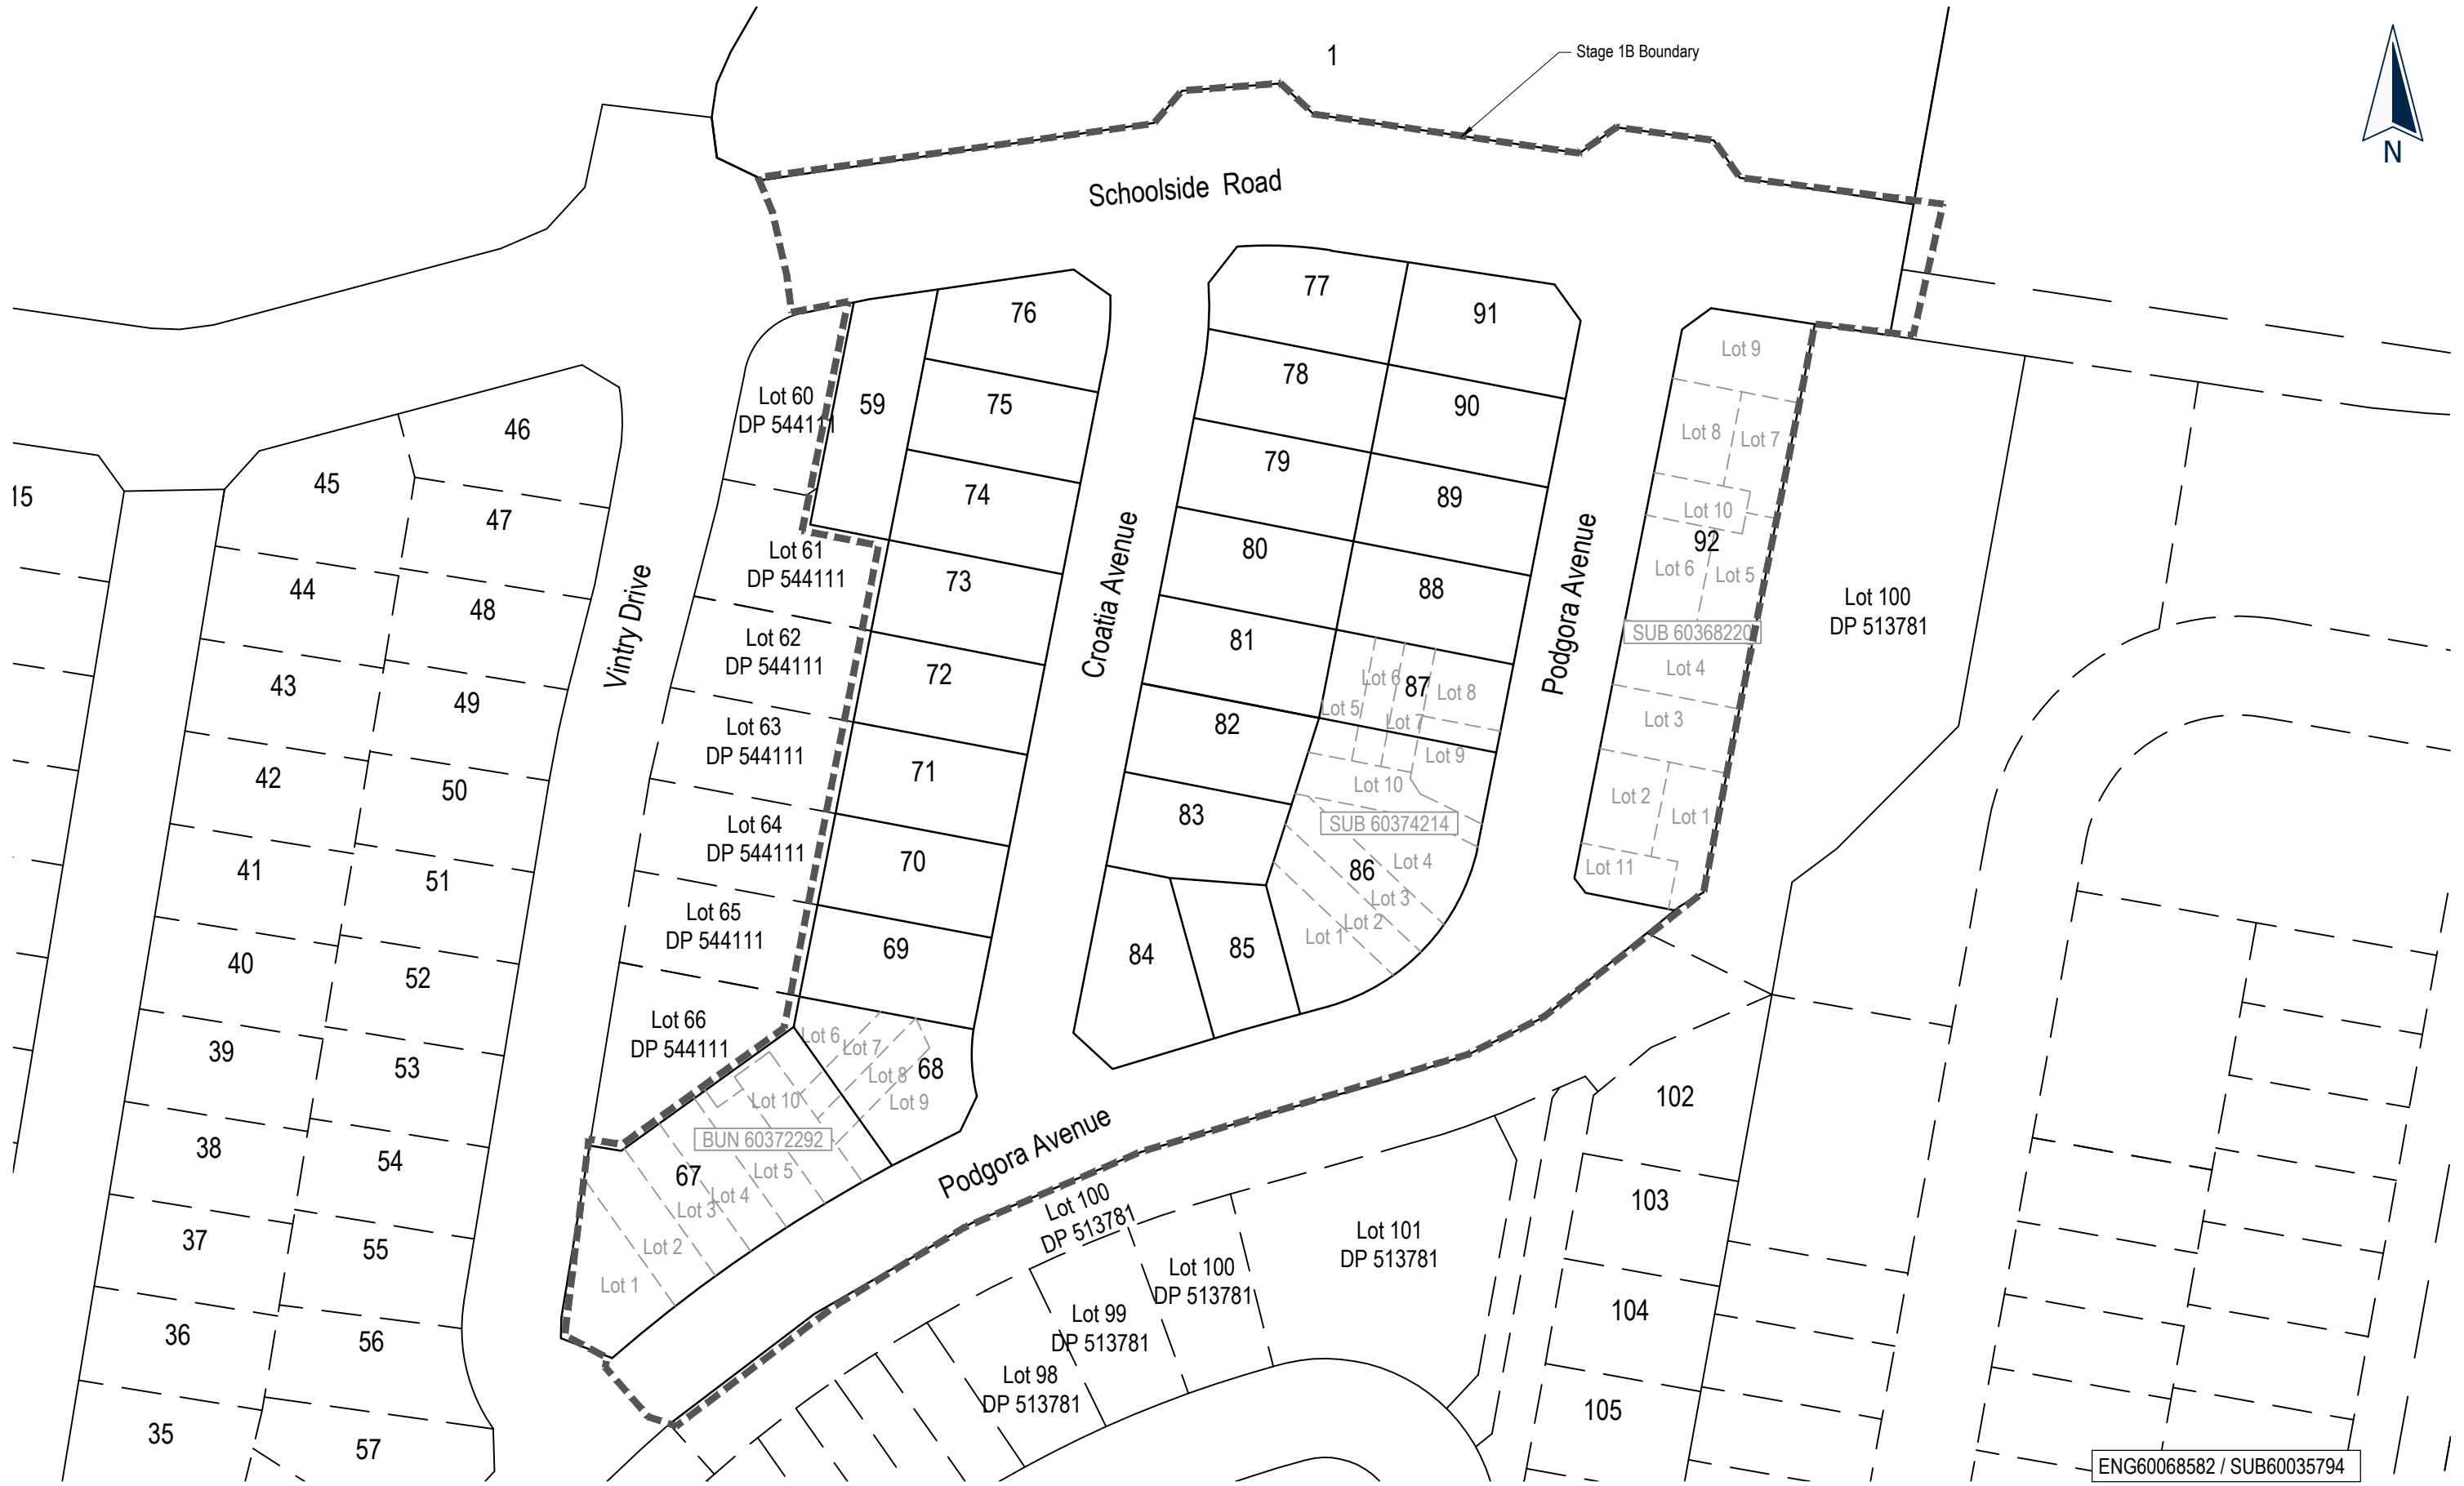 1
Stage 1B Boundary
N
Schoolside Road
77
91
76
Lot 9
78
Lot 60
DP 544111
59
75
90
46
Lot 8
Lot 7
45
79
89
15
74
Lot 10
47
92
80
Lot 61
DP 544111
73
Lot 6
Lot 5
44
88
Lot 100
DP 513781
48
Vintry Drive
Croatia Avenue
Podgora Avenue
SUB 60368220
81
Lot 62
DP 544111
72
Lot 4
43
Lot 6
87
Lot 8
49
Lot 5
Lot 7
Lot 3
82
Lot 63
DP 544111
71
Lot 9
42
50
Lot 10
Lot 2
83
Lot 1
SUB 60374214
Lot 64
DP 544111
70
86
Lot 4
Lot 11
41
51
Lot 3
Lot 2
Lot 1
Lot 65
DP 544111
69
85
84
40
52
Lot 66
DP 544111
Lot 6
Lot 7
Lot 8
68
39
53
Lot 10
Lot 9
102
BUN 60372292
Podgora Avenue
38
54
67
Lot 5
Lot 4
Lot 3
Lot 100
DP 513781
103
37
55
Lot 2
Lot 101
DP 513781
Lot 1
Lot 100
DP 513781
104
36
56
Lot 99
DP 513781
Lot 98
DP 513781
105
35
57
ENG60068582 / SUB60035794
49